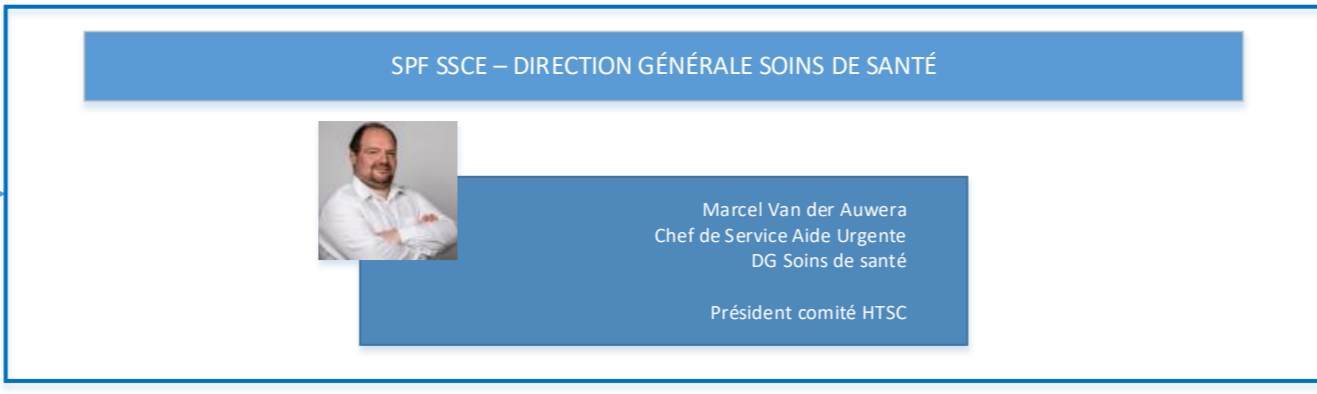 SPF SSCE – DIRECTION GÉNÉRALE SOINS DE SANTÉ
Marcel Van der Auwera
Chef de Service Aide Urgente
DG Soins de santé
Président comité HTSC